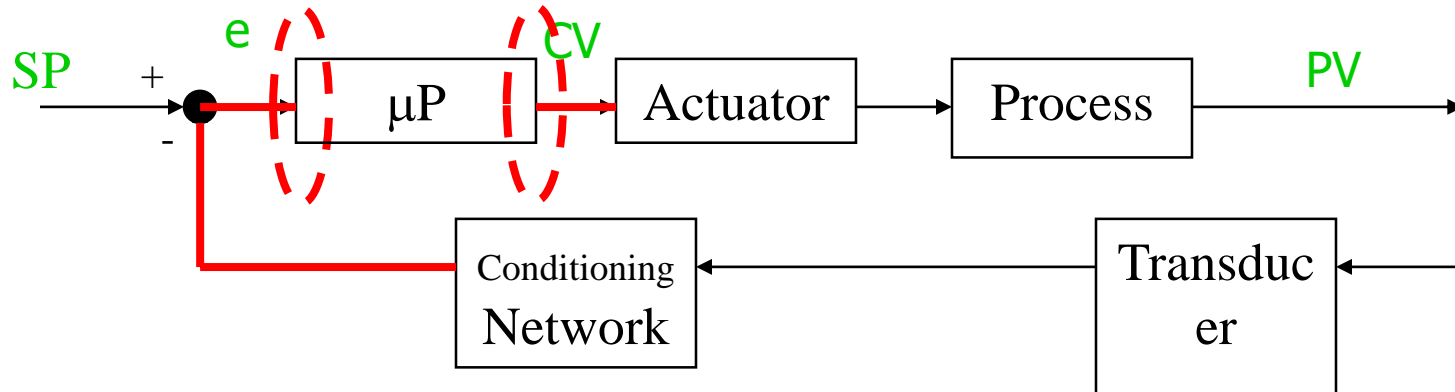 e
CV
SP
+
μP
Actuator
Process
PV
-
Conditioning
Network
Transduc
er